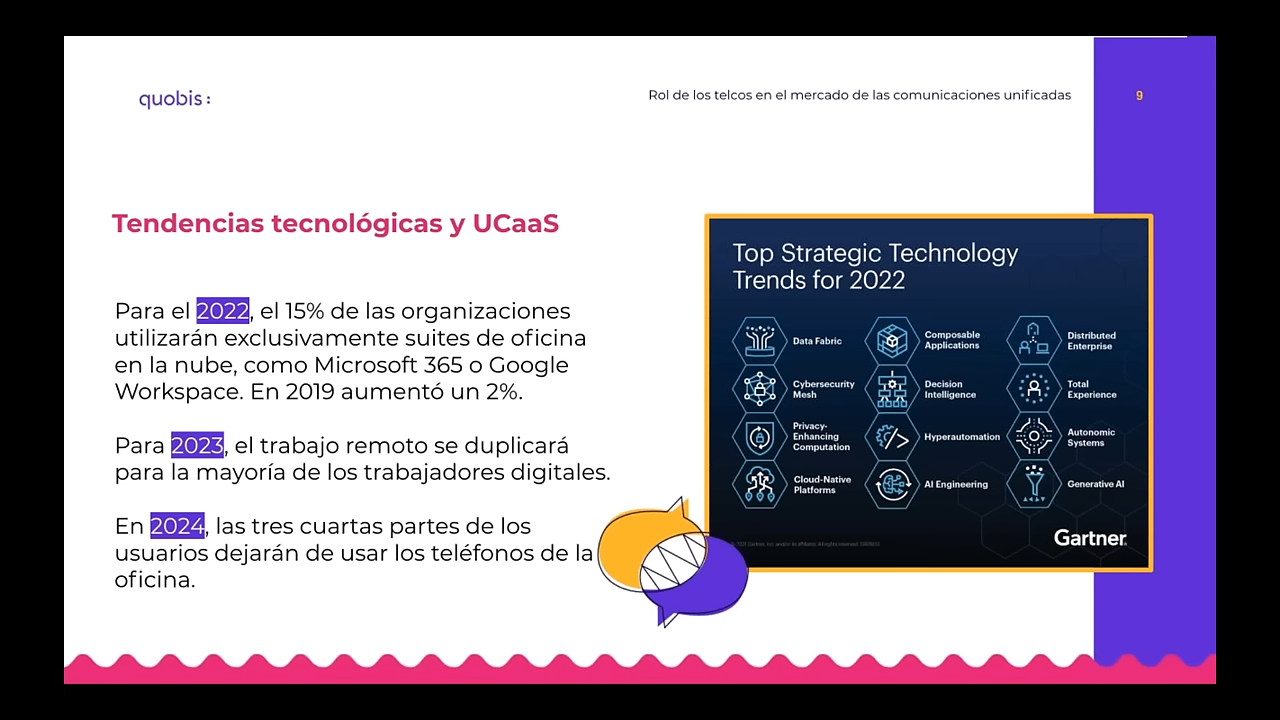 quobis:
Rol de los telcos en el mercado de las comunicaciones unificadas
9
Tendencias tecnológicas y UCaaS
Para el 2022, el 15% de las organizaciones
utilizarán exclusivamente suites de oficina
en la nube, como Microsoft 365 o Google
Workspace. En 2019 aumentó un 2%.
Para 2023, el trabajo remoto se duplicará
para la mayoría de los trabajadores digitales.
En 2024, las tres cuartas partes de los
usuarios dejarán de usar los teléfonos de la
oficina.
Top Strategic Technology
Trends for 2022
Data Fabric
Composable
Applications
Distributed
Enterprise
Cybersecurity
Mesh
Decision
Intelligence
Total
Experience
Privacy-
Enhancing
Computation
Hyperautomation
Autonomic
Systems
Cloud-Native
Platforms
AI Engineering
Generative AI
Gartner